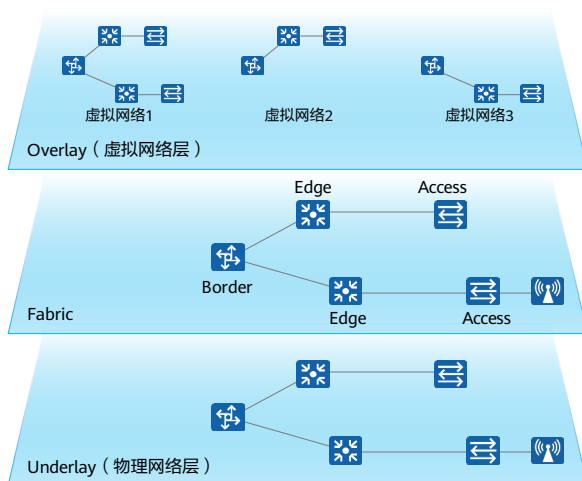 虚拟网络1
虚拟网络2
虚拟网络3
Overlay（虚拟网络层）
Edge
Access
Border
Edge
Access
Fabric
Underlay（物理网络层）